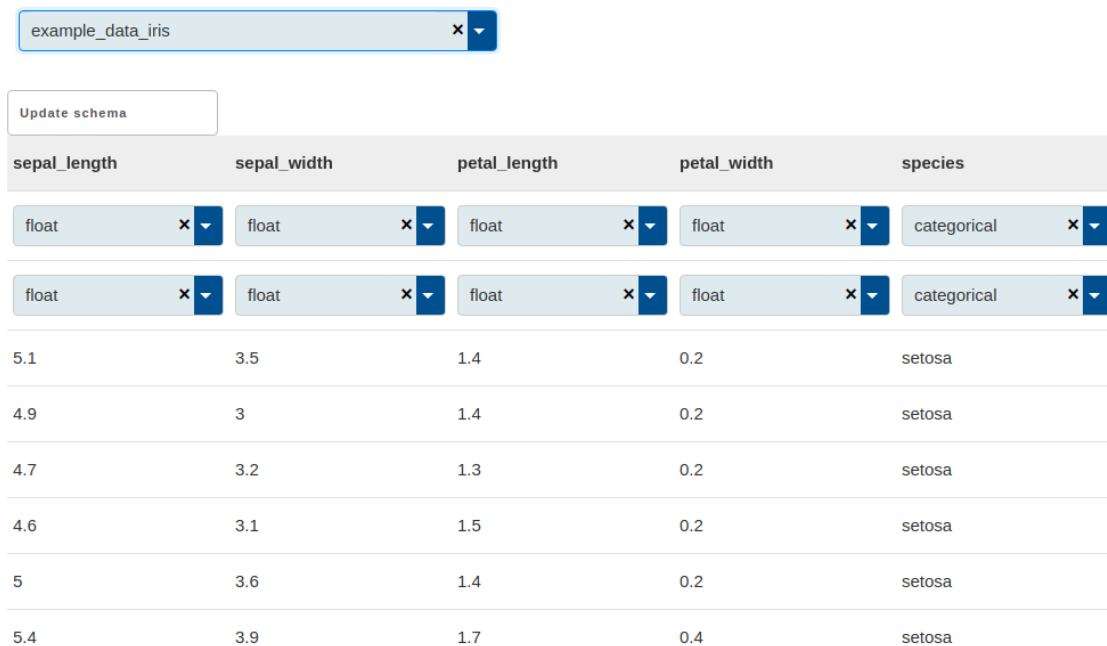 example_data_iris ×
Update schema
sepal_length sepal_width petal_length petal_width species
float × float × float × float × categorical ×
float × float × float × float × categorical ×
5.1 3.5 1.4 0.2 setosa
4.9 3 1.4 0.2 setosa
4.7 3.2 1.3 0.2 setosa
4.6 3.1 1.5 0.2 setosa
5 3.6 1.4 0.2 setosa
5.4 3.9 1.7 0.4 setosa